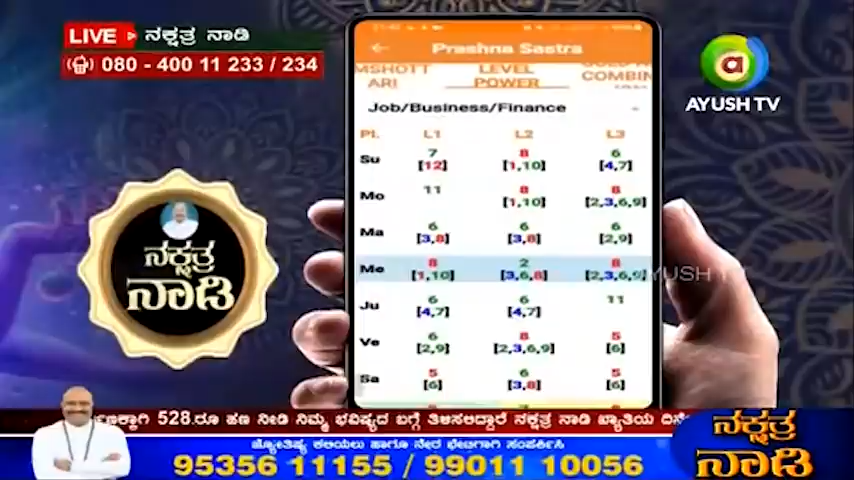 LIVE ನಕ್ಷತ್ರ ನಾಡಿ
080 - 400 11 233 / 234
a
AYUSH TV
Prashna Sastra
MSHOTT
ARI
LEVEL
POWER
COMBIN
Job/Business/Finance
Pl. L1 L2 L3
Su 7 8 6
[12] [1,10] [4,7]
Mo 11 8 8
[1,10] [2,3,6,9]
Ma 6 6 6
[3,8] [3,8] [2,9]
Me 8 2 8
[1,10] [3,6,8] [2,3,6,9]
AYUSH
Ju 6 6 11
[4,7] [4,7]
Ve 6 8 5
[2,9] [2,3,6,9] [6]
Sa 5 6 5
[6] [3,8] [6]
ನಕ್ಷತ್ರ
ನಾಡಿ
528.ರೂ ಹಣ ನೀಡಿ ನಿಮ್ಮ ಭವಿಷ್ಯದ ಬಗ್ಗೆ ತಿಳಿಸಲಿದ್ದಾರೆ ನಕ್ಷತ್ರ ನಾಡಿ ಖ್ಯಾತಿಯ
ಜ್ಯೋತಿಷ್ಯ ಕಲಿಯಲು ಹಾಗೂ ನೇರ ಭೇಟಿಗಾಗಿ ಸಂಪರ್ಕಿಸಿ
95356 11155 / 99011 10056
ನಕ್ಷತ್ರ
ನಾಡಿ